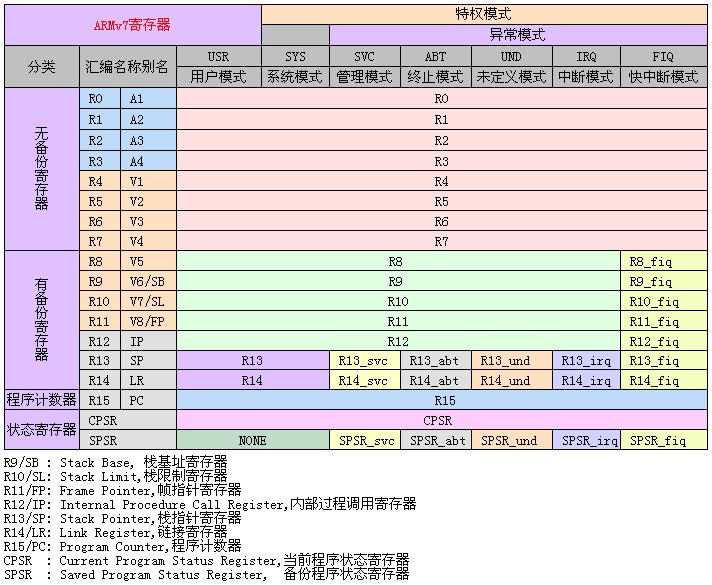 ARMv7寄存器 特权模式
异常模式
分类 汇编名称别名 USR SYS SVC ABT UND IRQ FIQ
用户模式 系统模式 管理模式 终止模式 未定义模式 中断模式 快中断模式
无备份寄存器
R0 A1 R0
R1 A2 R1
R2 A3 R2
R3 A4 R3
R4 V1 R4
R5 V2 R5
R6 V3 R6
R7 V4 R7
有备份寄存器
R8 V5 R8 R8_fiq
R9 V6/SB R9 R9_fiq
R10 V7/SL R10 R10_fiq
R11 V8/FP R11 R11_fiq
R12 IP R12 R12_fiq
R13 SP R13 R13_svc R13_abt R13_und R13_irq R13_fiq
R14 LR R14 R14_svc R14_abt R14_und R14_irq R14_fiq
程序计数器 R15 PC R15
状态寄存器 CPSR CPSR
SPSR NONE SPSR_svc SPSR_abt SPSR_und SPSR_irq SPSR_fiq
R9/SB : Stack Base, 栈基址寄存器
R10/SL: Stack Limit,栈限制寄存器
R11/FP: Frame Pointer,帧指针寄存器
R12/IP: Internal Procedure Call Register,内部过程调用寄存器
R13/SP: Stack Pointer,栈指针寄存器
R14/LR: Link Register,链接寄存器
R15/PC: Program Counter,程序计数器
CPSR : Current Program Status Register,当前程序状态寄存器
SPSR : Saved Program Status Register, 备份程序状态寄存器